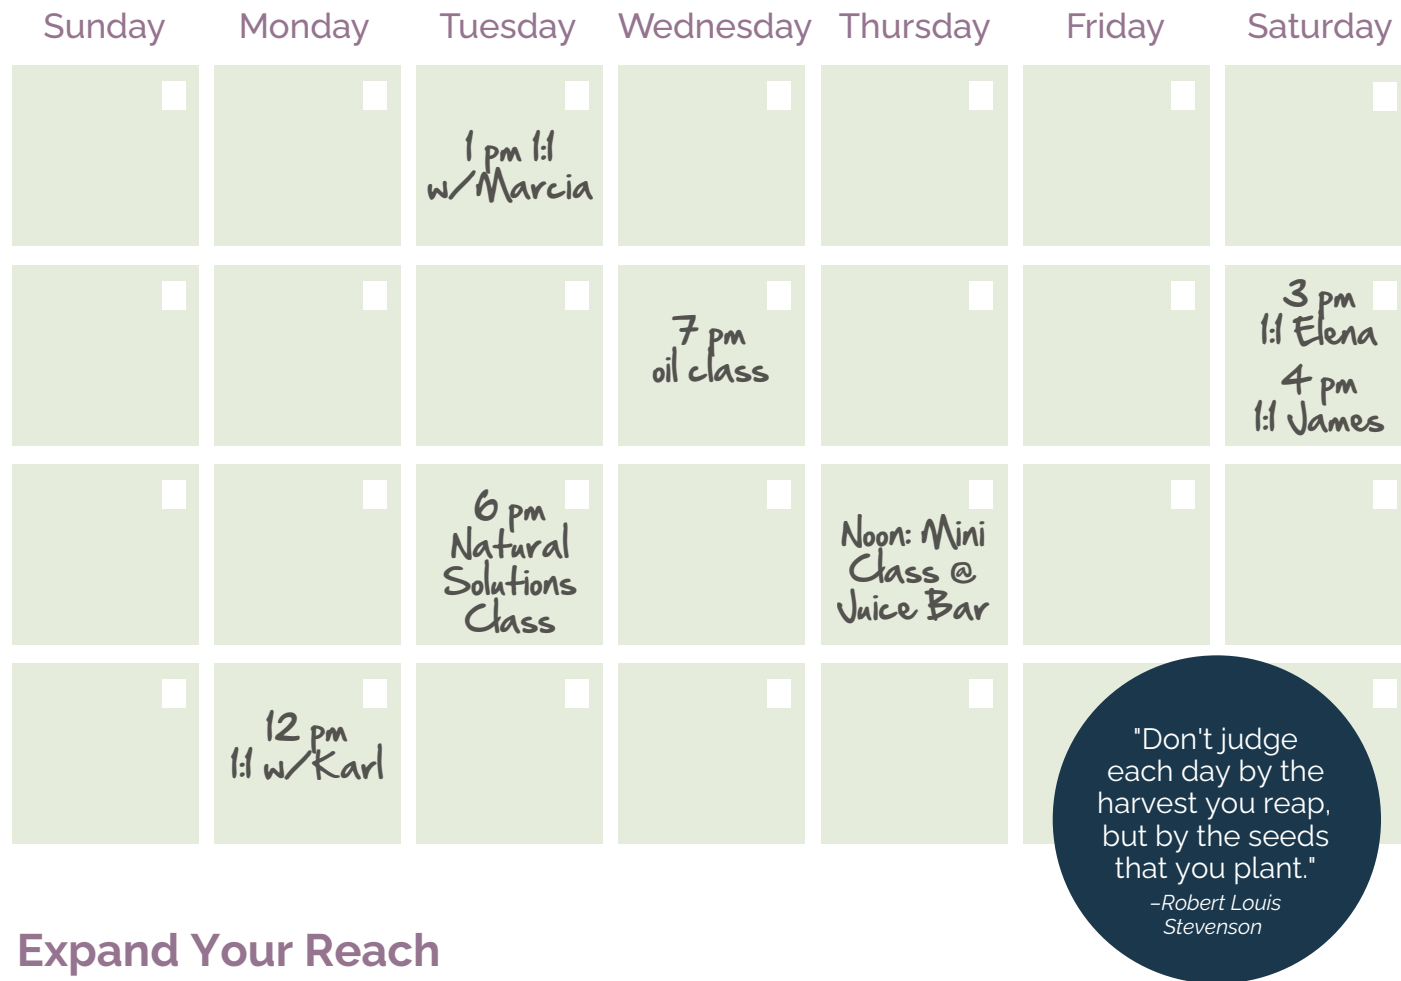 Sunday Monday Tuesday Wednesday Thursday Friday Saturday
1 pm 1:1
w/Marcia
7 pm
oil class
3 pm
1:1 Elena
4 pm
1:1 James
6 pm
Natural
Solutions
Class
Noon: Mini
Class @
Juice Bar
12 pm
1:1 w/Karl
"Don't judge
each day by the
harvest you reap,
but by the seeds
that you plant."
–Robert Louis
Stevenson
Expand Your Reach